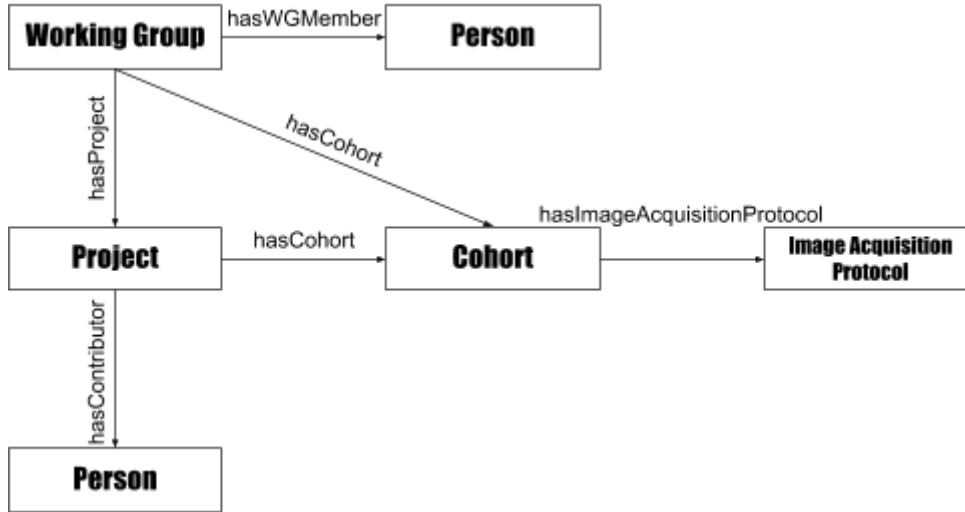 hasWGMember
Working Group
Person
hasProject
hasCohort
hasImageAcquisitionProtocol
Project
hasCohort
Cohort
Image Acquisition
Protocol
hasContributor
Person